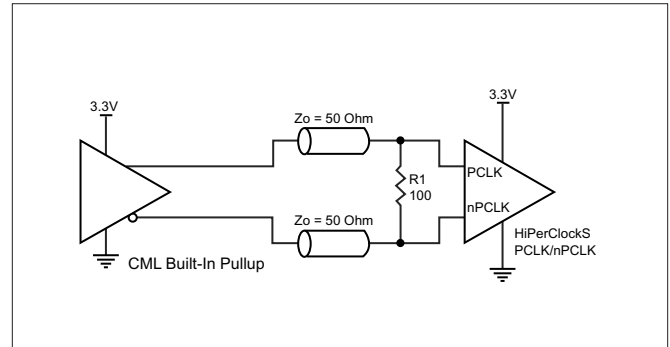 3.3V
3.3V
Zo = 50 Ohm
PCLK
R1
100
nPCLK
Zo = 50 Ohm
HiPerClockS
PCLK/nPCLK
CML Built-In Pullup